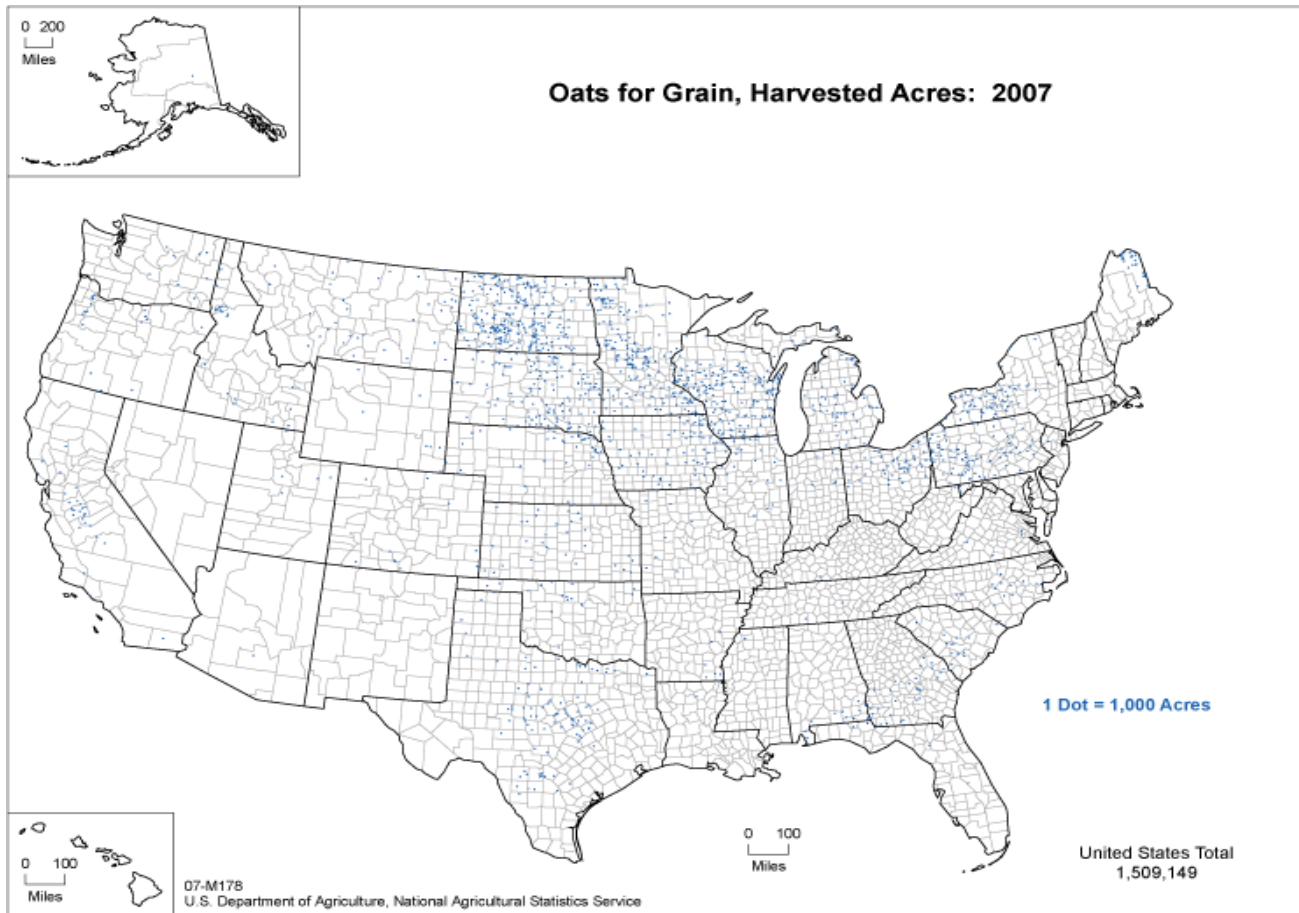 0 200
Miles
Oats for Grain, Harvested Acres: 2007
1 Dot = 1,000 Acres
0 100
Miles
United States Total
1,509,149
0 100
Miles
07-M178
U.S. Department of Agriculture, National Agricultural Statistics Service